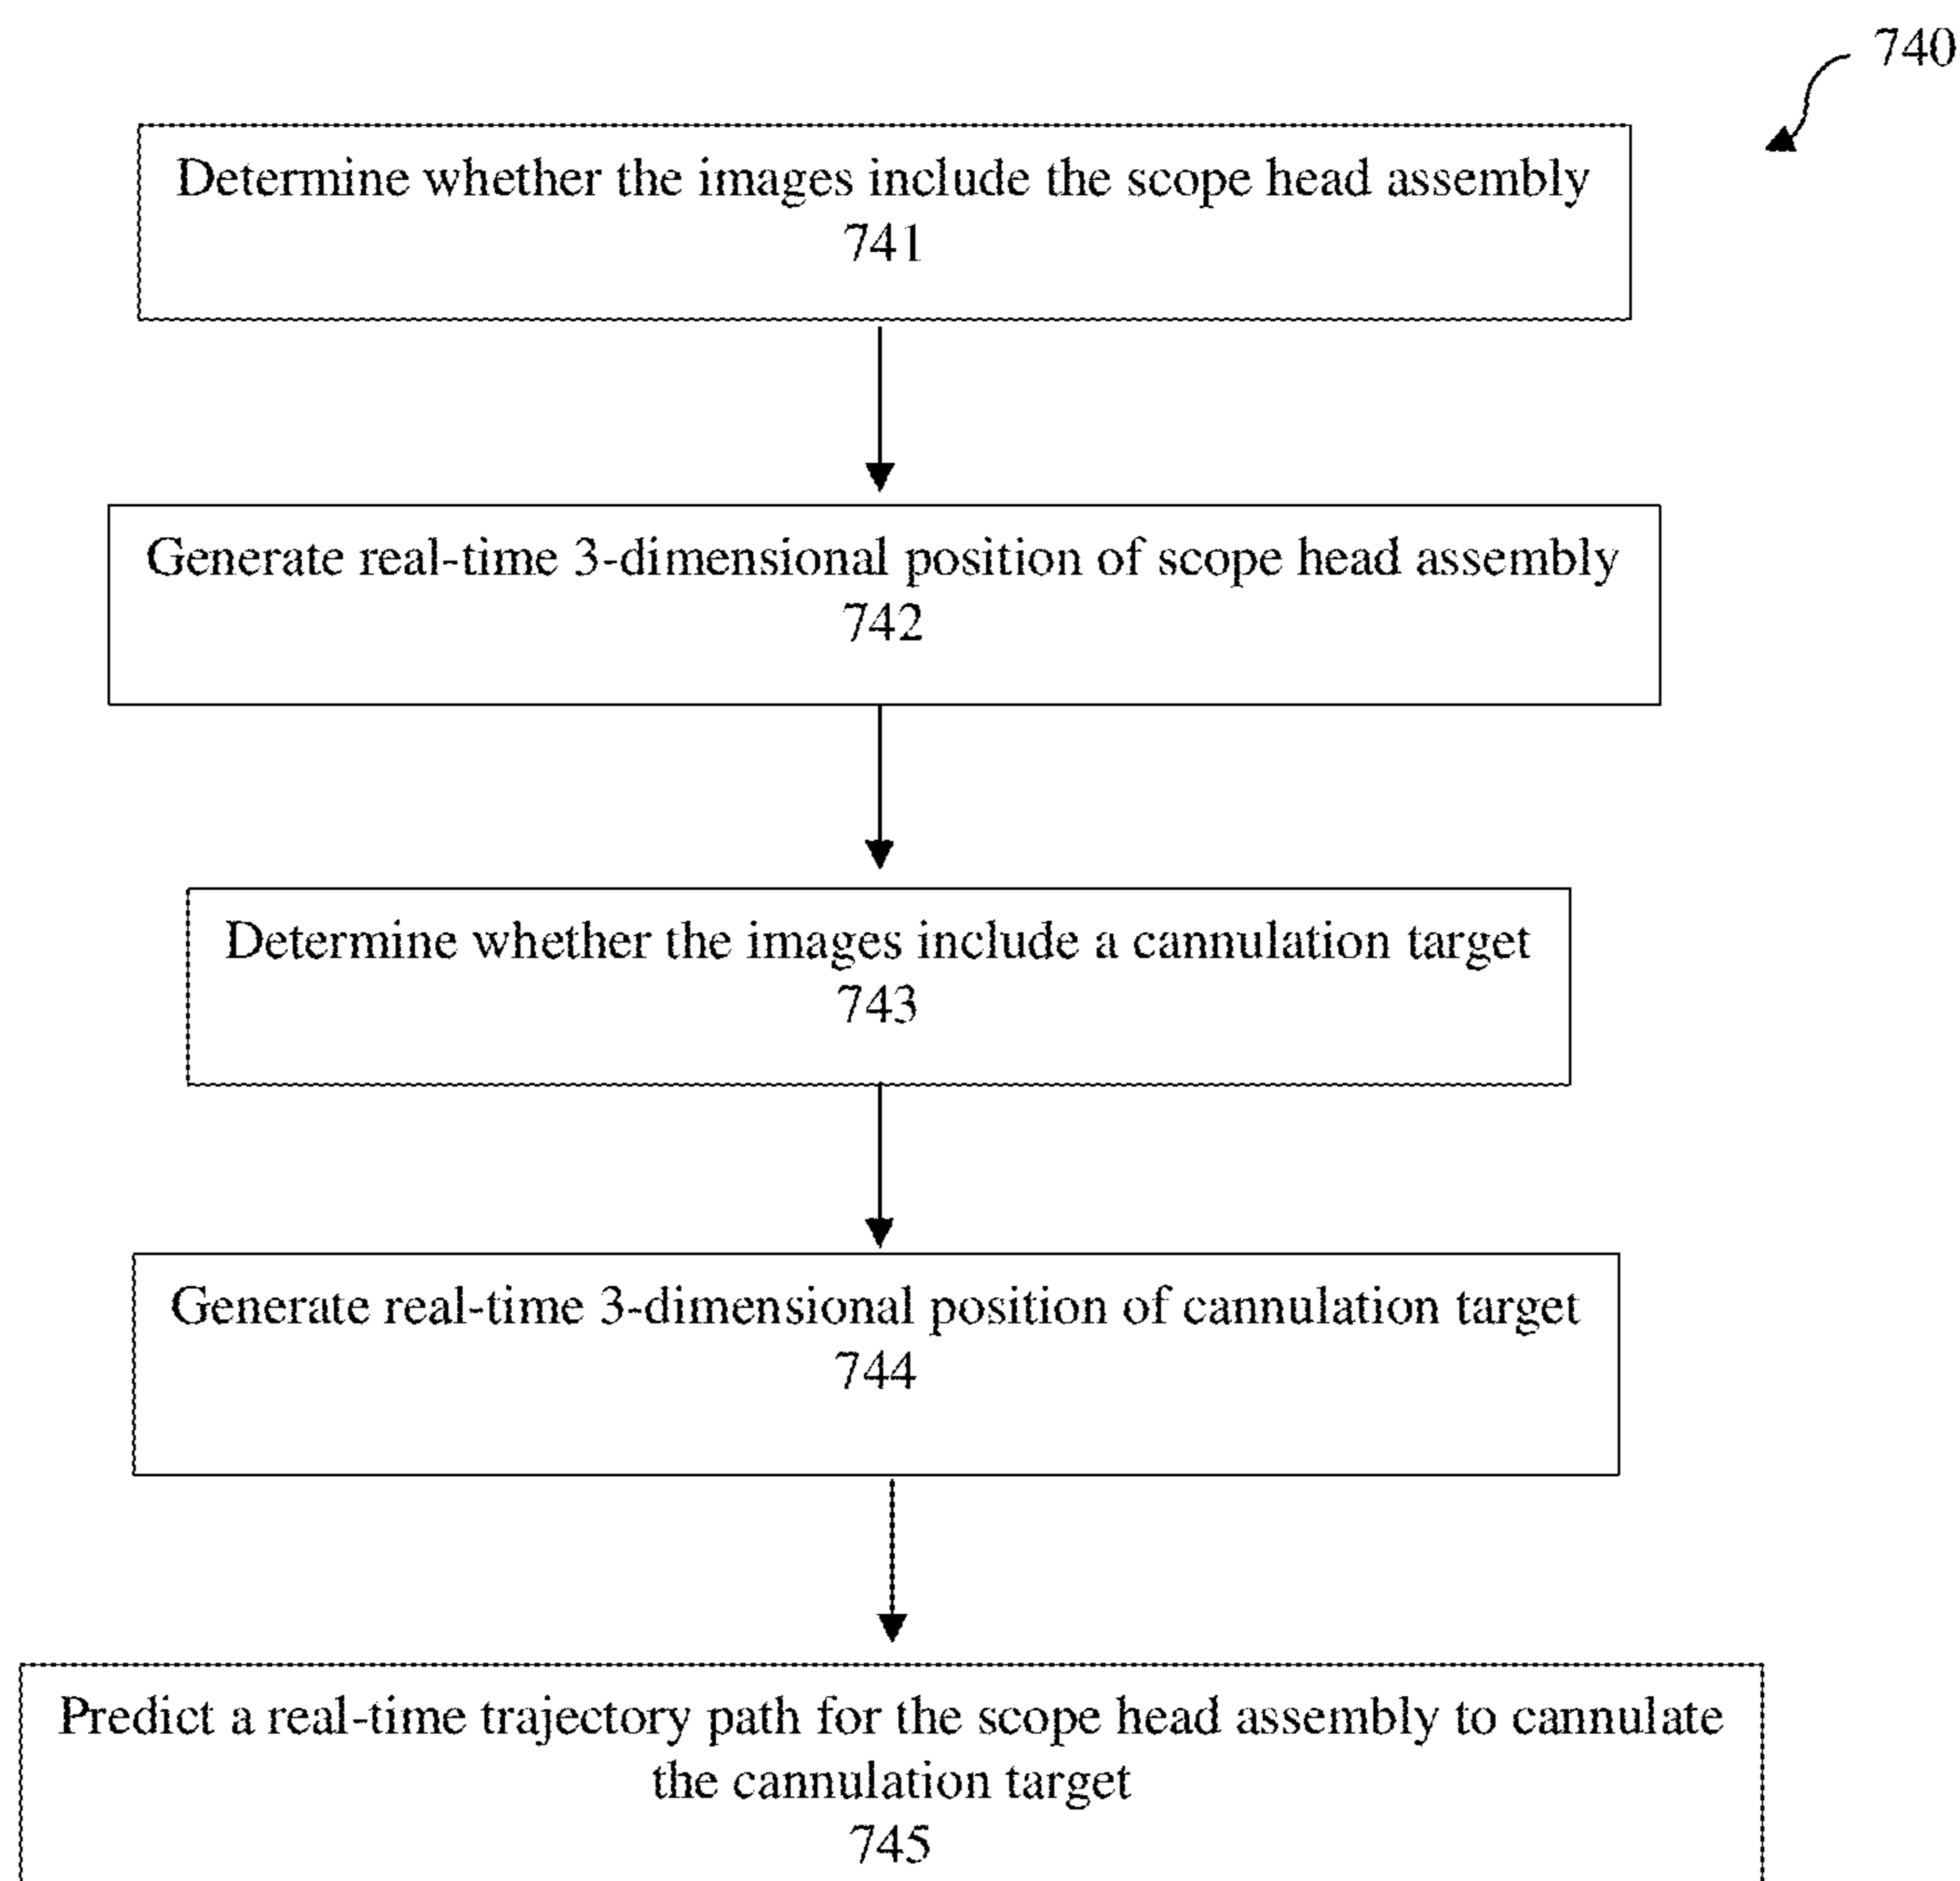 740
Determine whether the images include the scope head assembly
741
Generate real-time 3-dimensional position of scope head assembly
742
Determine whether the images include a cannulation target
743
Generate real-time 3-dimensional position of cannulation target
744
Predict a real-time trajectory path for the scope head assembly to cannulate
the cannulation target
745